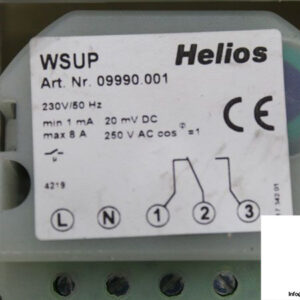 WSUP Helios
Art. Nr. 09990.001
230V/50 Hz
min 1 mA 20 mV DC
max 8 A 250 V AC cos =1
CE
4219
L N 1 2 3